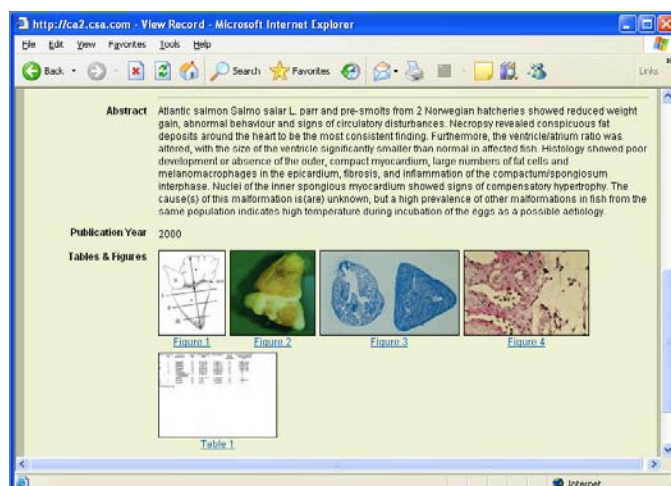 http://ca2.csa.com - View Record - Microsoft Internet Explorer
File Edit View Favorites Tools Help
Back Search Favorites Links
Abstract Atlantic salmon Salmo salar L. parr and pre-smolts from 2 Norwegian hatcheries showed reduced weight
gain, abnormal behaviour and signs of circulatory disturbances. Necropsy revealed conspicuous fat
deposits around the heart to be the most consistent finding. Furthermore, the ventricle/atrium ratio was
altered, with the size of the ventricle significantly smaller than normal in affected fish. Histology showed poor
development or absence of the outer, compact myocardium, large numbers of fat cells and
melanomacrophages in the epicardium, fibrosis, and inflammation of the compactum/spongiosum
interphase. Nuclei of the inner spongious myocardium showed signs of compensatory hypertrophy. The
cause(s) of this malformation is(are) unknown, but a high prevalence of other malformations in fish from the
same population indicates high temperature during incubation of the eggs as a possible aetiology.
Publication Year 2000
Tables & Figures
Figure 1 Figure 2 Figure 3 Figure 4
Table 1
Internet